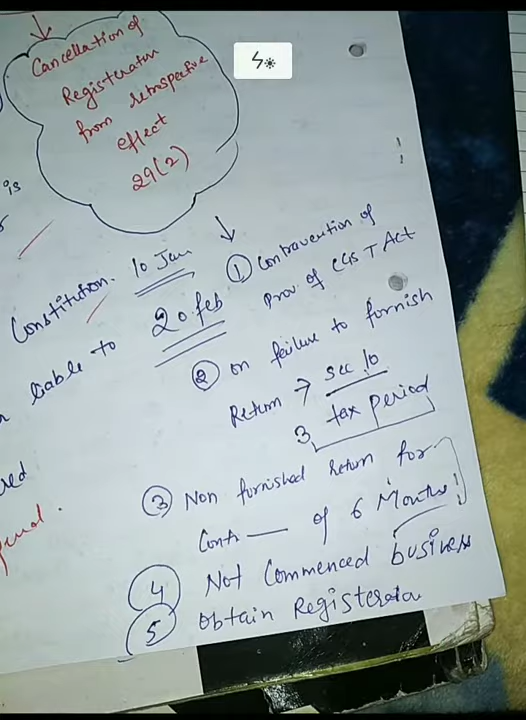 Cancellation of
Registeration
from retrospective
effect
29(2)
is
Constitution. 10 Jan
liable to 20 feb
① Contravention of
Prov. of CGST Act
② on failure to furnish
Return → sec 10
3 tax period
③ Non furnished return for
Cont — of 6 Months
④ Not Commenced business
⑤ Obtain Registerata